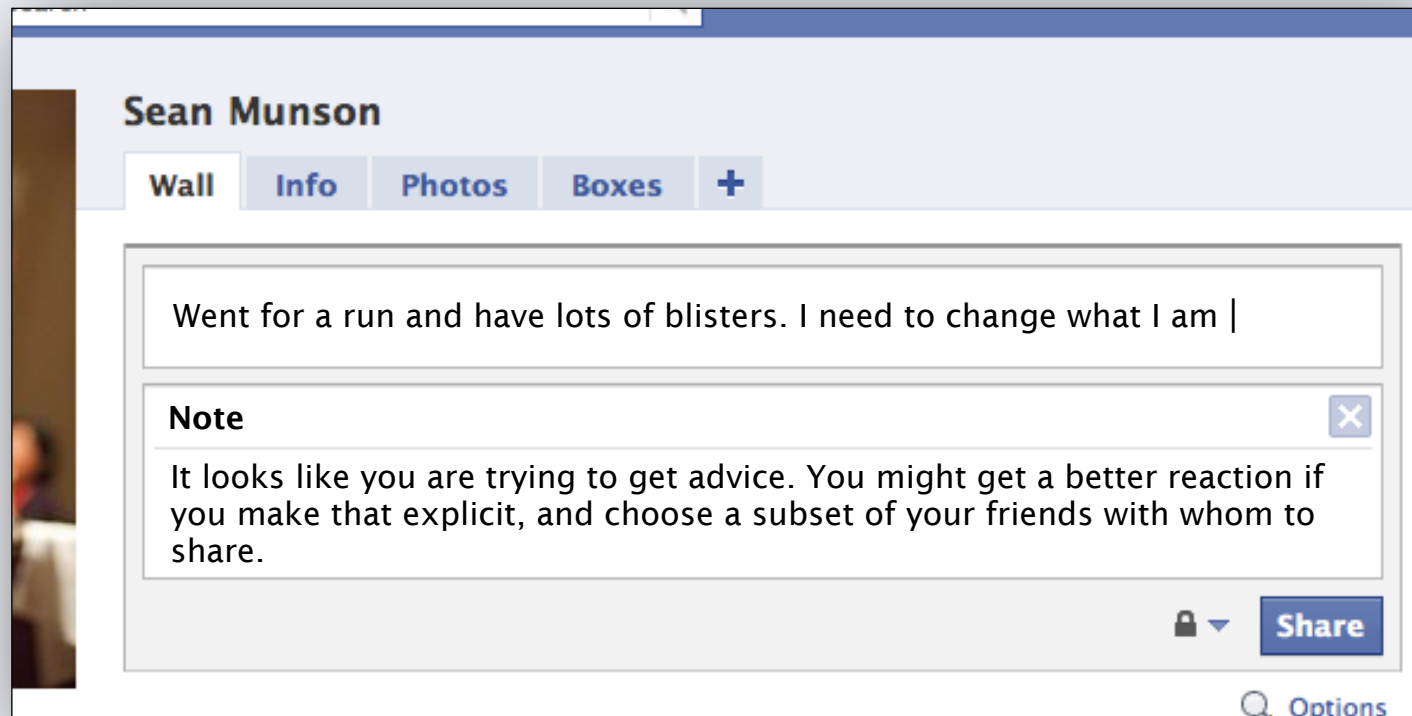 Sean Munson
Wall Info Photos Boxes +
Went for a run and have lots of blisters. I need to change what I am |
Note
It looks like you are trying to get advice. You might get a better reaction if
you make that explicit, and choose a subset of your friends with whom to
share.
Share
Options